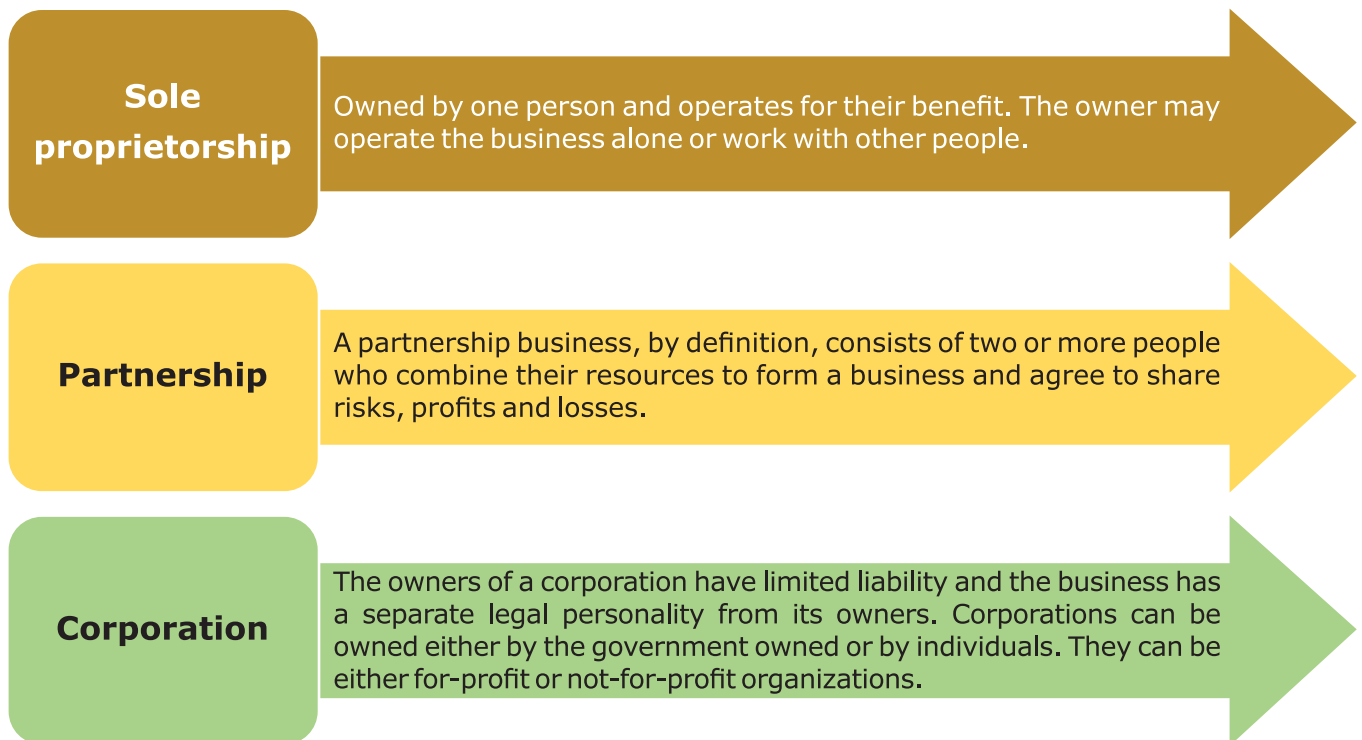 Sole
proprietorship
Owned by one person and operates for their benefit. The owner may
operate the business alone or work with other people.
Partnership
A partnership business, by definition, consists of two or more people
who combine their resources to form a business and agree to share
risks, profits and losses.
Corporation
The owners of a corporation have limited liability and the business has
a separate legal personality from its owners. Corporations can be
owned either by the government owned or by individuals. They can be
either for-profit or not-for-profit organizations.